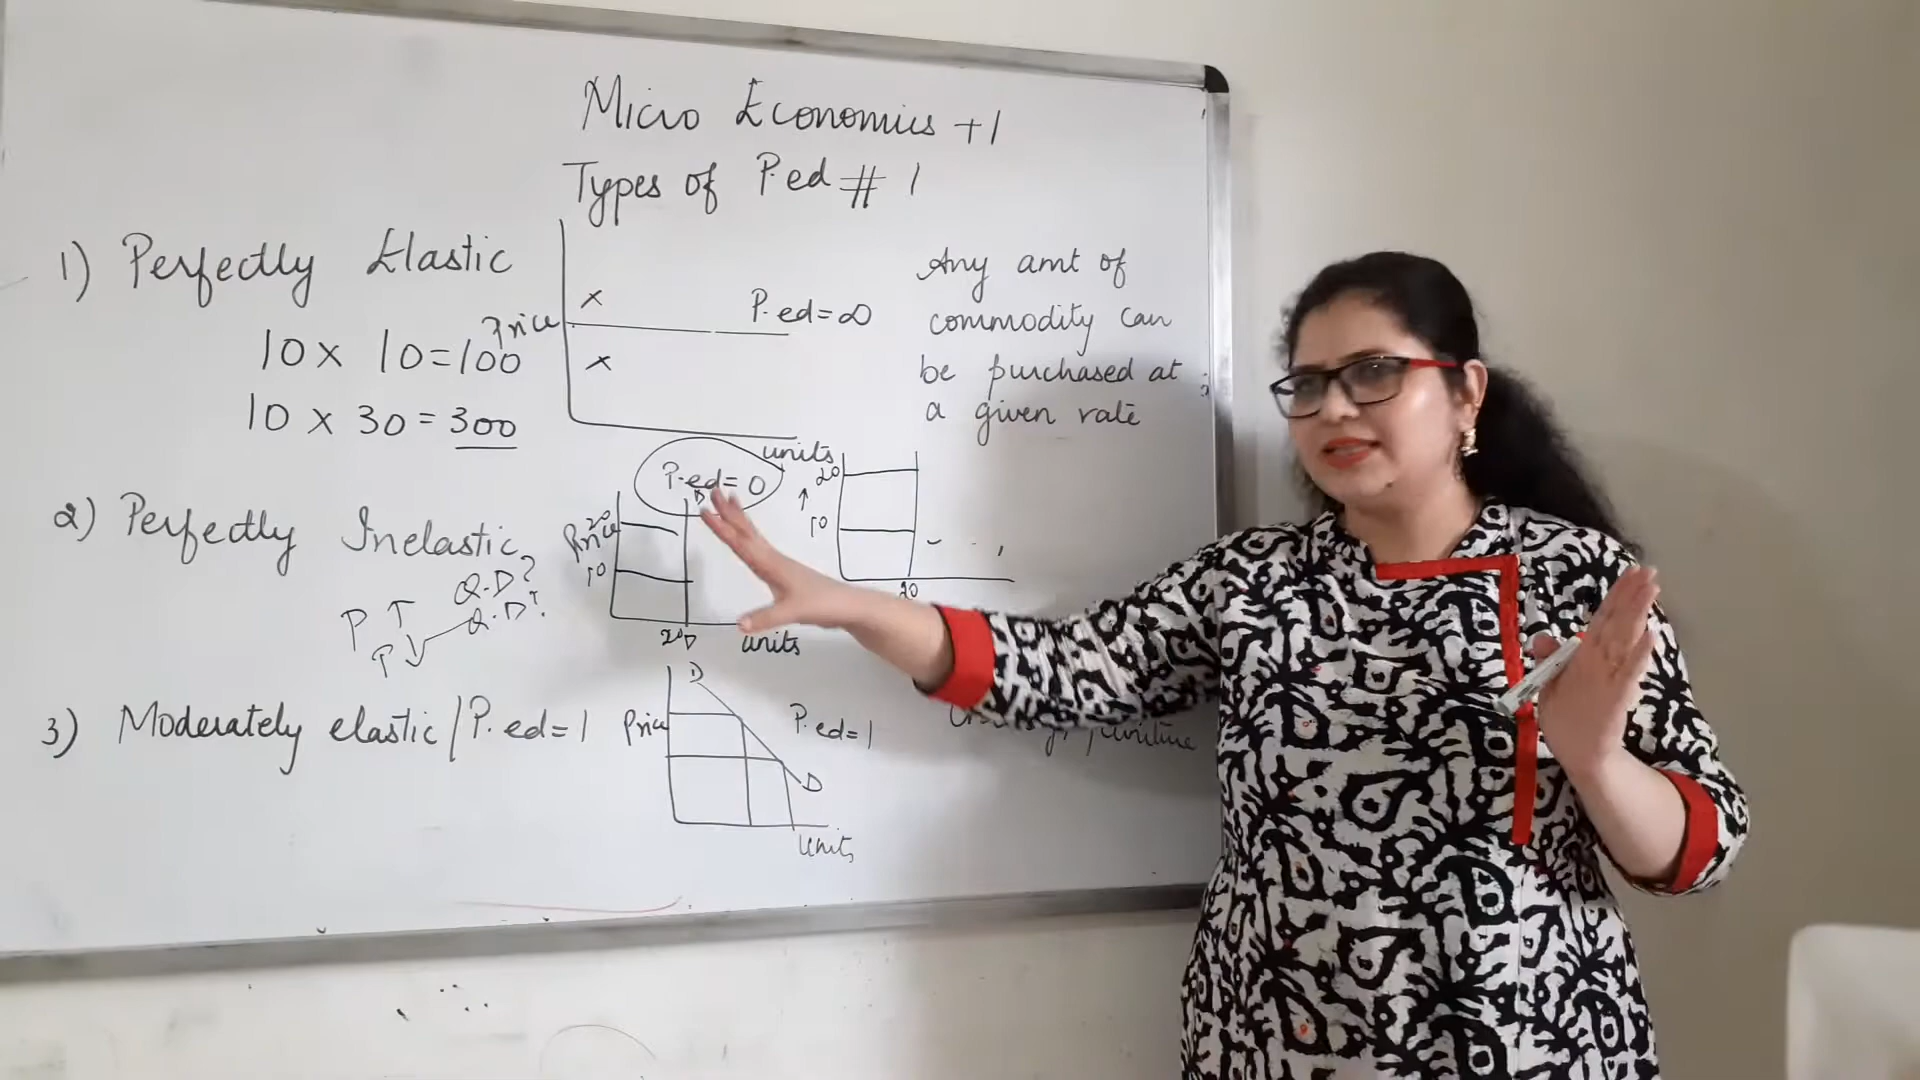 Micro Economics +1
Types of P.ed # 1
1) Perfectly Elastic
10 x 10 = 100
10 x 30 = 300
Price
x
x
P.ed = ∞
units
Any amt of
commodity can
be purchased at
a given rate
2) Perfectly Inelastic
P ↑ Q.D?
P ↓ Q.D?
P.ed = 0
D
20
Price
10
20 D
units
20
↑
10
20
3) Moderately elastic / P.ed = 1
D
Price
P.ed = 1
D
Units